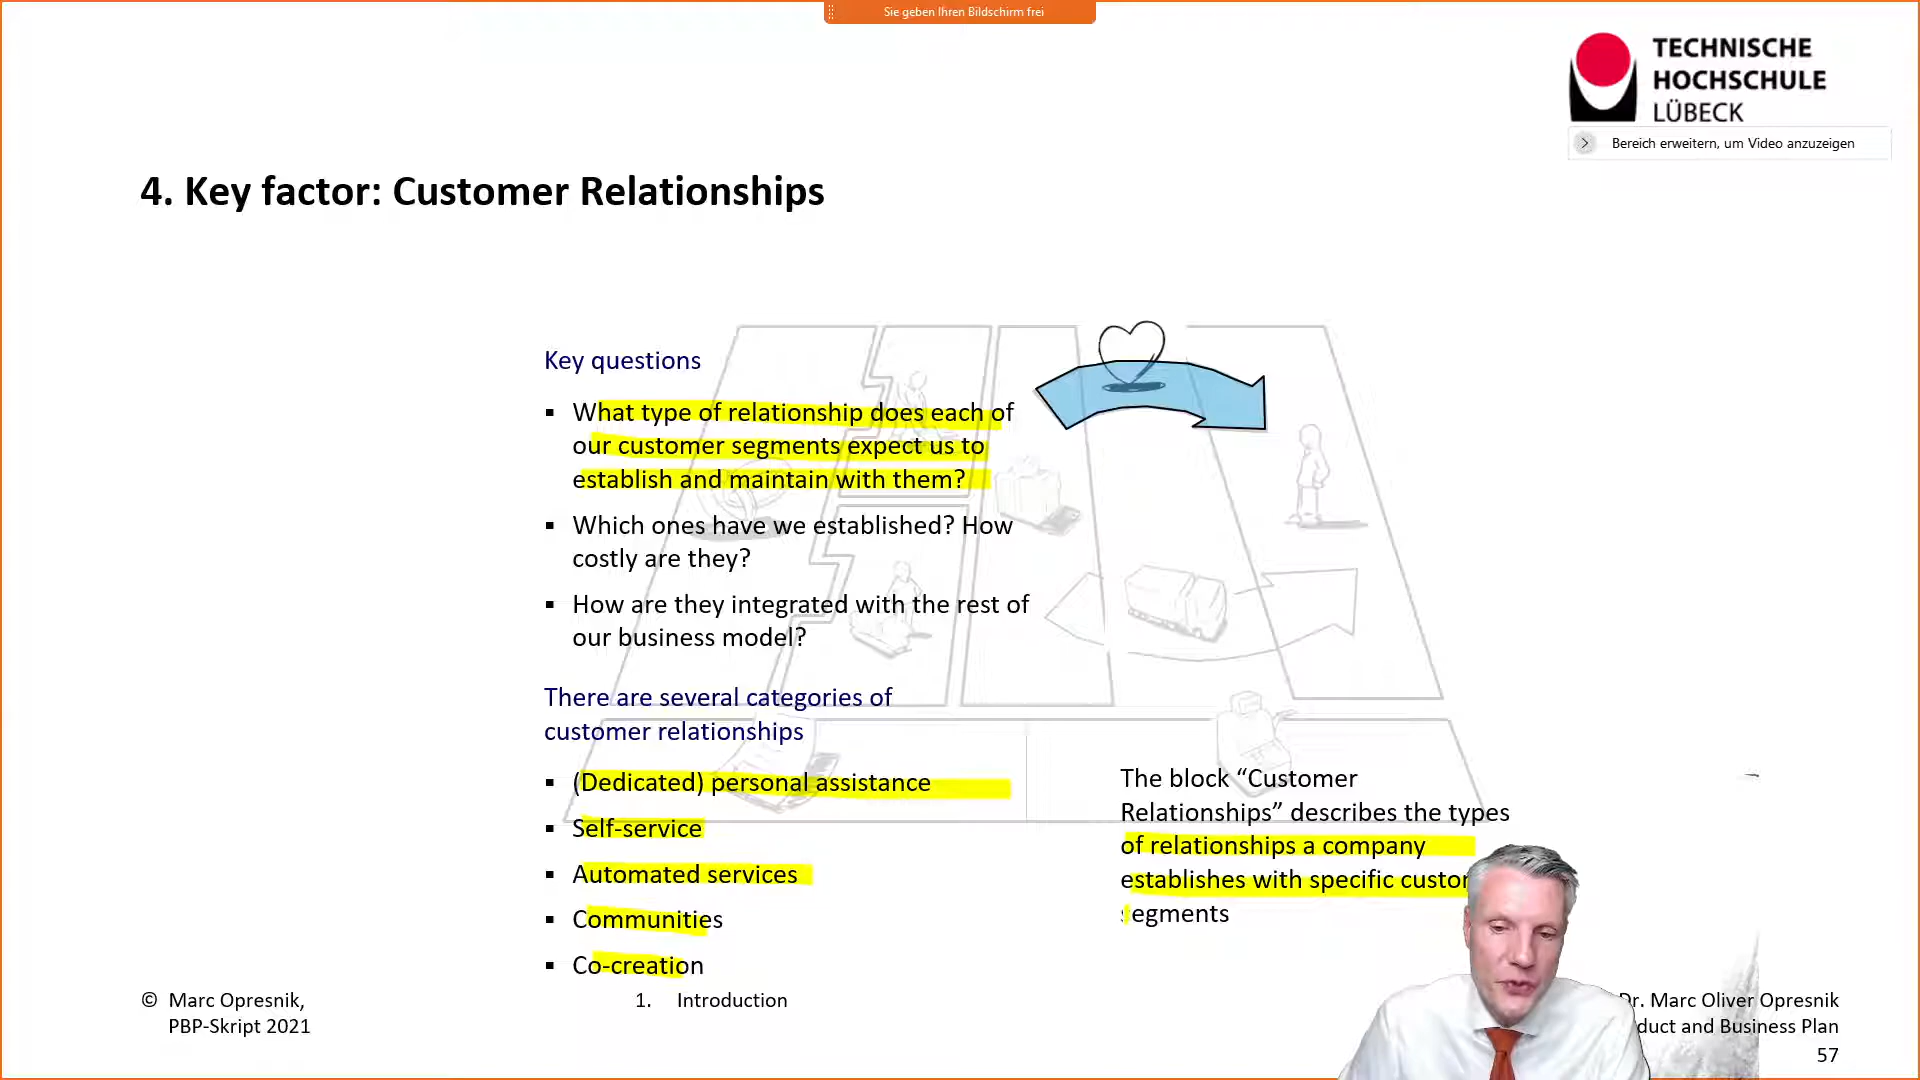 Sie geben Ihren Bildschirm frei
TECHNISCHE
HOCHSCHULE
LÜBECK
Bereich erweitern, um Video anzuzeigen
4. Key factor: Customer Relationships
Key questions
▪ What type of relationship does each of
our customer segments expect us to
establish and maintain with them?
▪ Which ones have we established? How
costly are they?
▪ How are they integrated with the rest of
our business model?
There are several categories of
customer relationships
▪ (Dedicated) personal assistance
▪ Self-service
▪ Automated services
▪ Communities
▪ Co-creation
The block “Customer
Relationships” describes the types
of relationships a company
establishes with specific
segments
© Marc Opresnik,
PBP-Skript 2021
1. Introduction
Dr. Marc Oliver Opresnik
and Business Plan
57